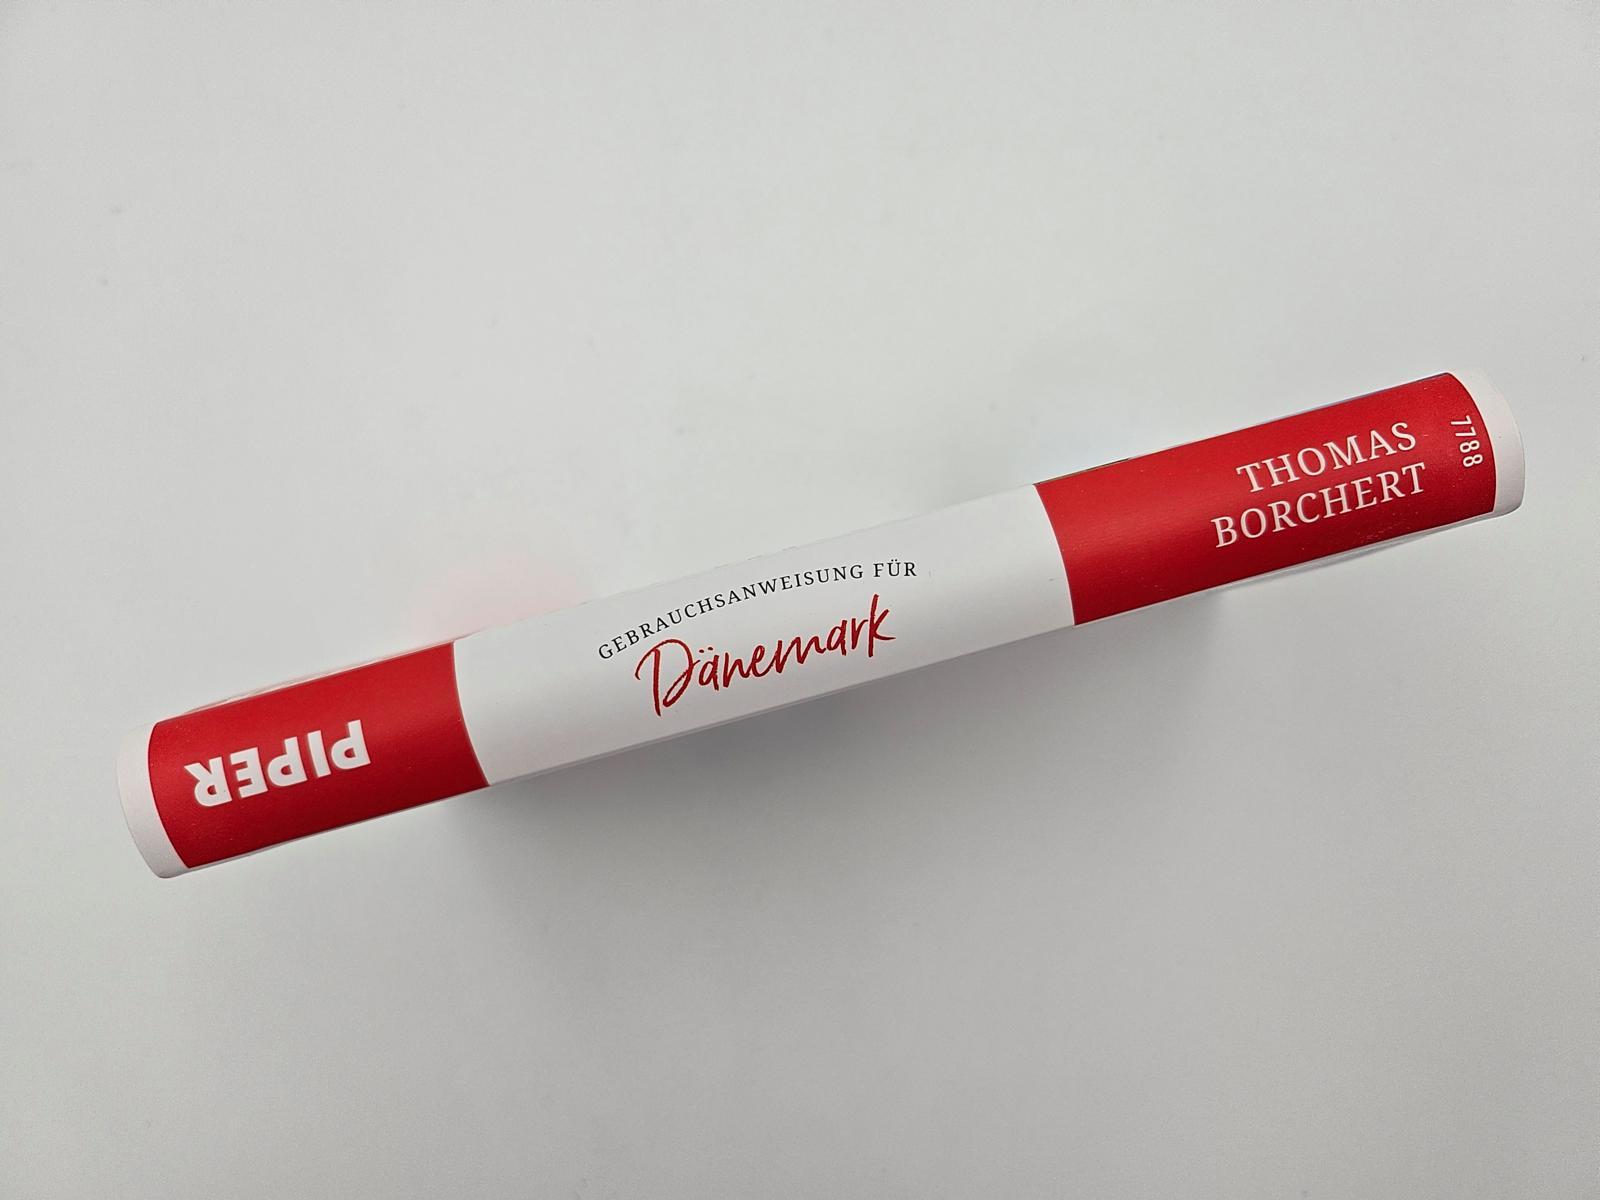 GEBRAUCHSANWEISUNG FÜR
Dänemark
THOMAS
BORCHERT
7788
PIPER